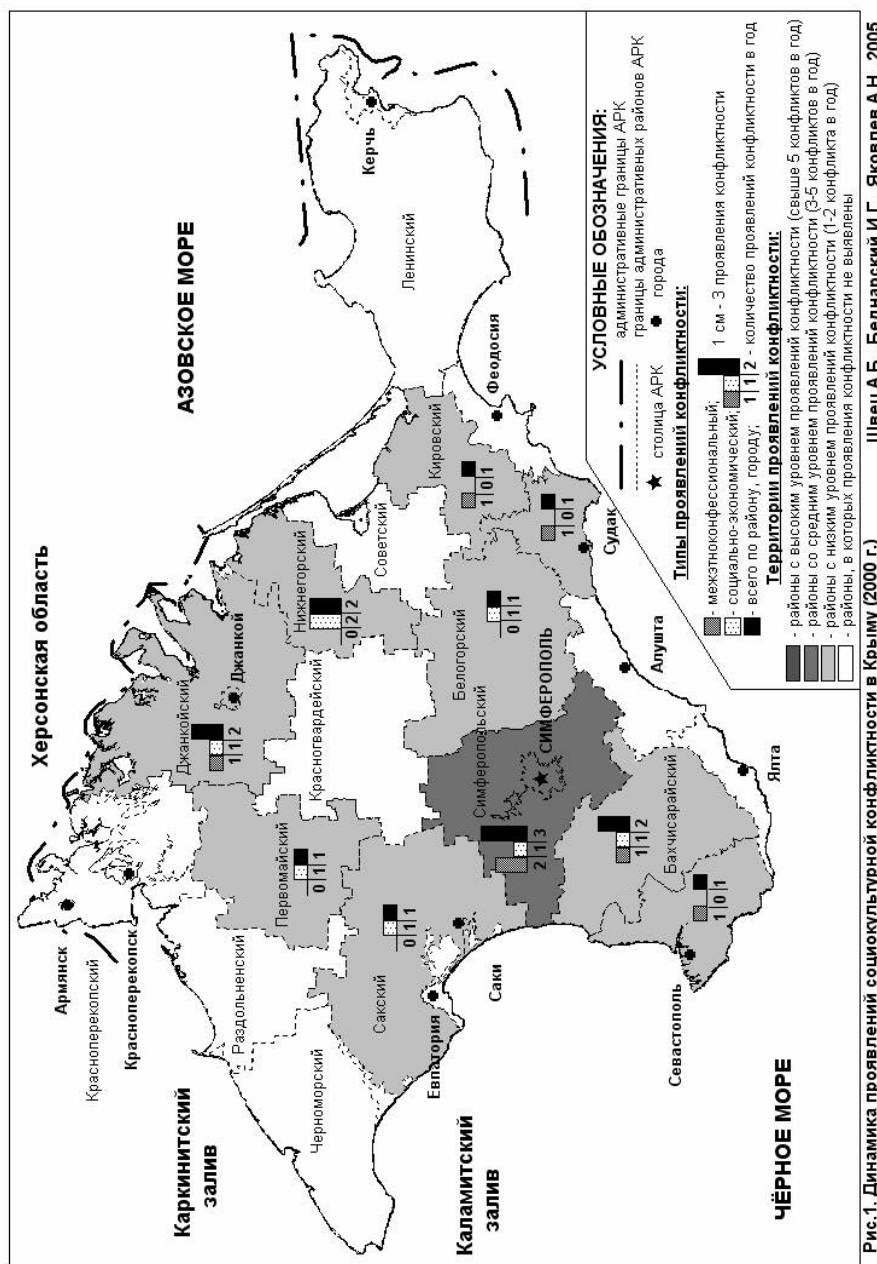 Херсонская область
АЗОВСКОЕ МОРЕ
Каркинитский
залив
Каламитский
залив
ЧЁРНОЕ МОРЕ
Армянск
Красноперекопский
Красноперекопск
Раздольненский
Черноморский
Джанкойский
1 1 2
Джанкой
Первомайский
0 1 1
Красногвардейский
Нижнегорский
0 2 2
Советский
Кировский
1 0 1
Ленинский
Керчь
Феодосия
Сакский
0 1 1
Евпатория
Саки
Симферопольский
2 1 3
СИМФЕРОПОЛЬ
Белогорский
0 1 1
1 0 1
Судак
Алушта
Бахчисарайский
1 1 2
Ялта
1 0 1
Севастополь
УСЛОВНЫЕ ОБОЗНАЧЕНИЯ:
административные границы АРК
границы административных районов АРК
столица АРК
города
Типы проявлений конфликтности:
- межэтноконфессиональный;
- социально-экономический;
- всего по району, городу;
1 см - 3 проявления конфликтности
1 1 2 - количество проявлений конфликтности в год
Территории проявлений конфликтности:
- районы с высоким уровнем проявлений конфликтности (свыше 5 конфликтов в год)
- районы со средним уровнем проявлений конфликтности (3-5 конфликтов в год)
- районы с низким уровнем проявлений конфликтности (1-2 конфликта в год)
- районы, в которых проявления конфликтности не выявлены
Рис.1. Динамика проявлений социокультурной конфликтности в Крыму (2000 г.)
Швец А.Б., Беднарский И.Г., Яковлев А.Н., 2005